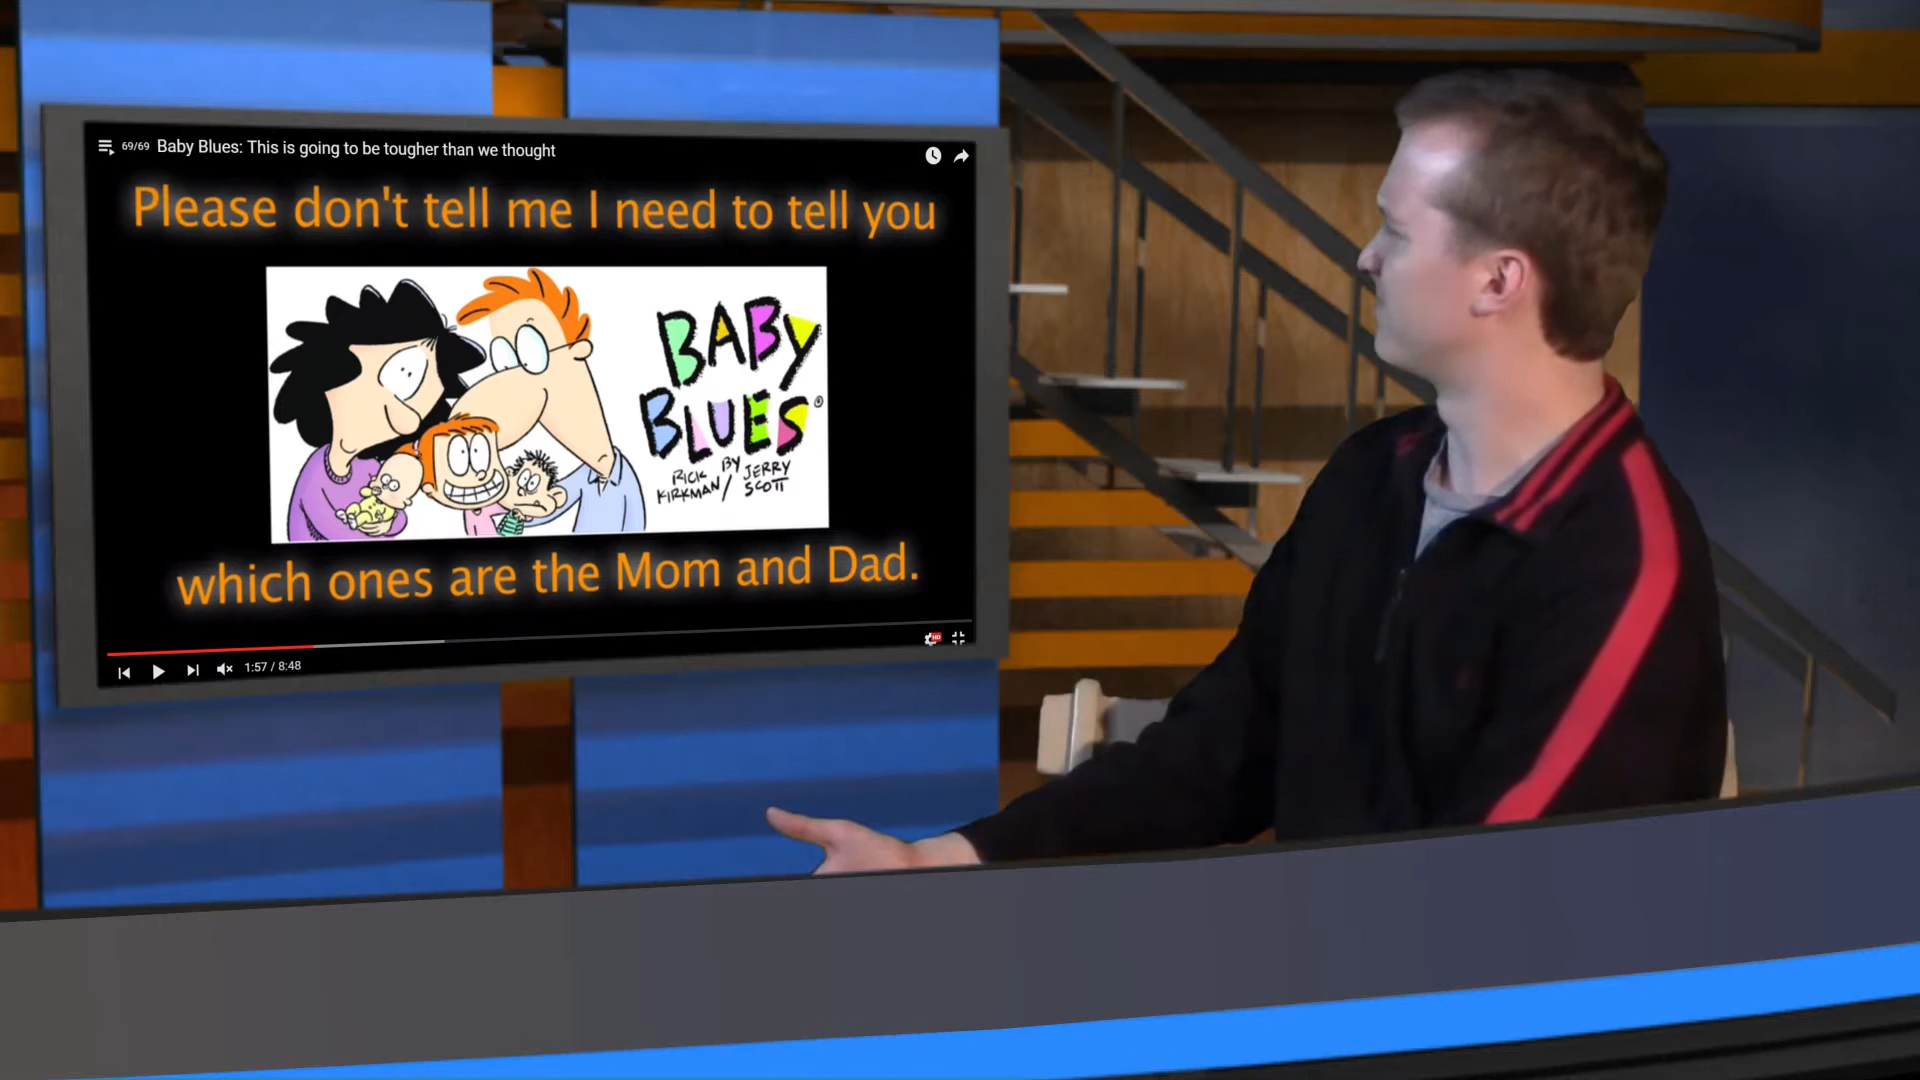 69/69 Baby Blues: This is going to be tougher than we thought
Please don't tell me I need to tell you
BABY
BLUES®
BY
RICK KIRKMAN / JERRY SCOTT
which ones are the Mom and Dad.
HD
1:57 / 8:48